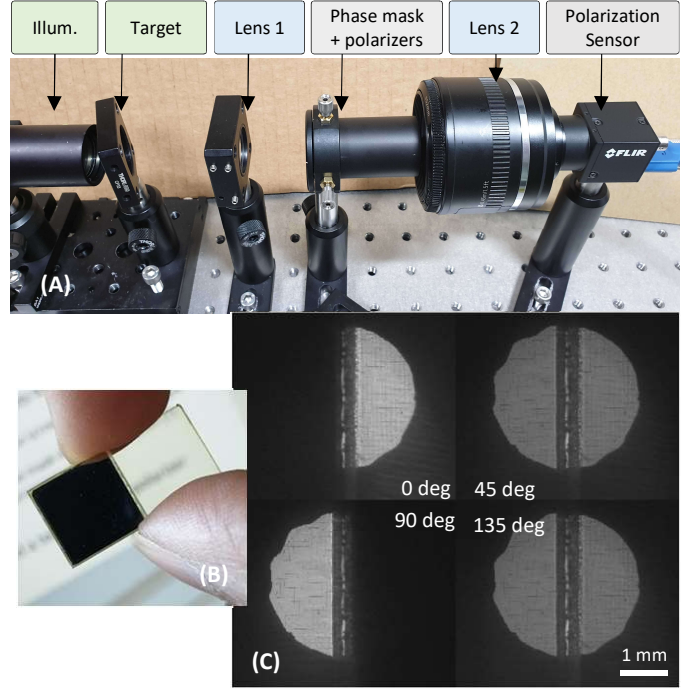 Illum.
Target
Lens 1
Phase mask
+ polarizers
Lens 2
Polarization
Sensor
FLIR
(A)
0 deg
45 deg
90 deg
135 deg
(B)
(C)
1 mm